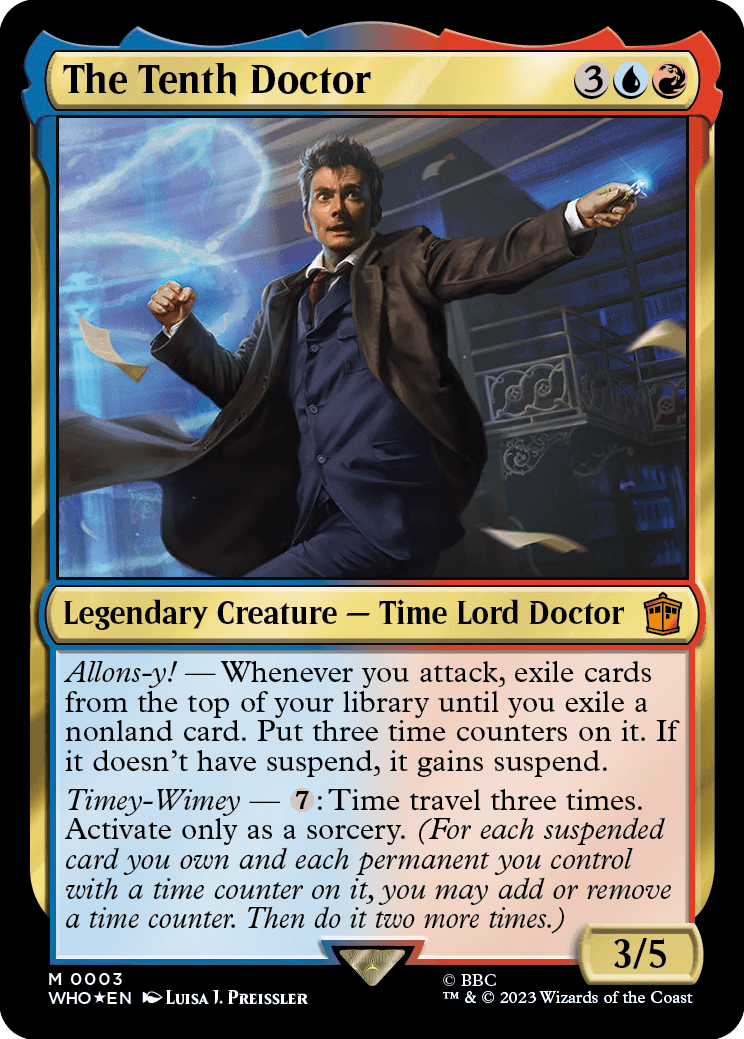 The Tenth Doctor 3
Legendary Creature — Time Lord Doctor
Allons-y! — Whenever you attack, exile cards
from the top of your library until you exile a
nonland card. Put three time counters on it. If
it doesn't have suspend, it gains suspend.
Timey-Wimey — 7: Time travel three times.
Activate only as a sorcery. (For each suspended
card you own and each permanent you control
with a time counter on it, you may add or remove
a time counter. Then do it two more times.)
3/5
M 0003
WHO★EN Luisa J. Preissler
© BBC
™ & © 2023 Wizards of the Coast